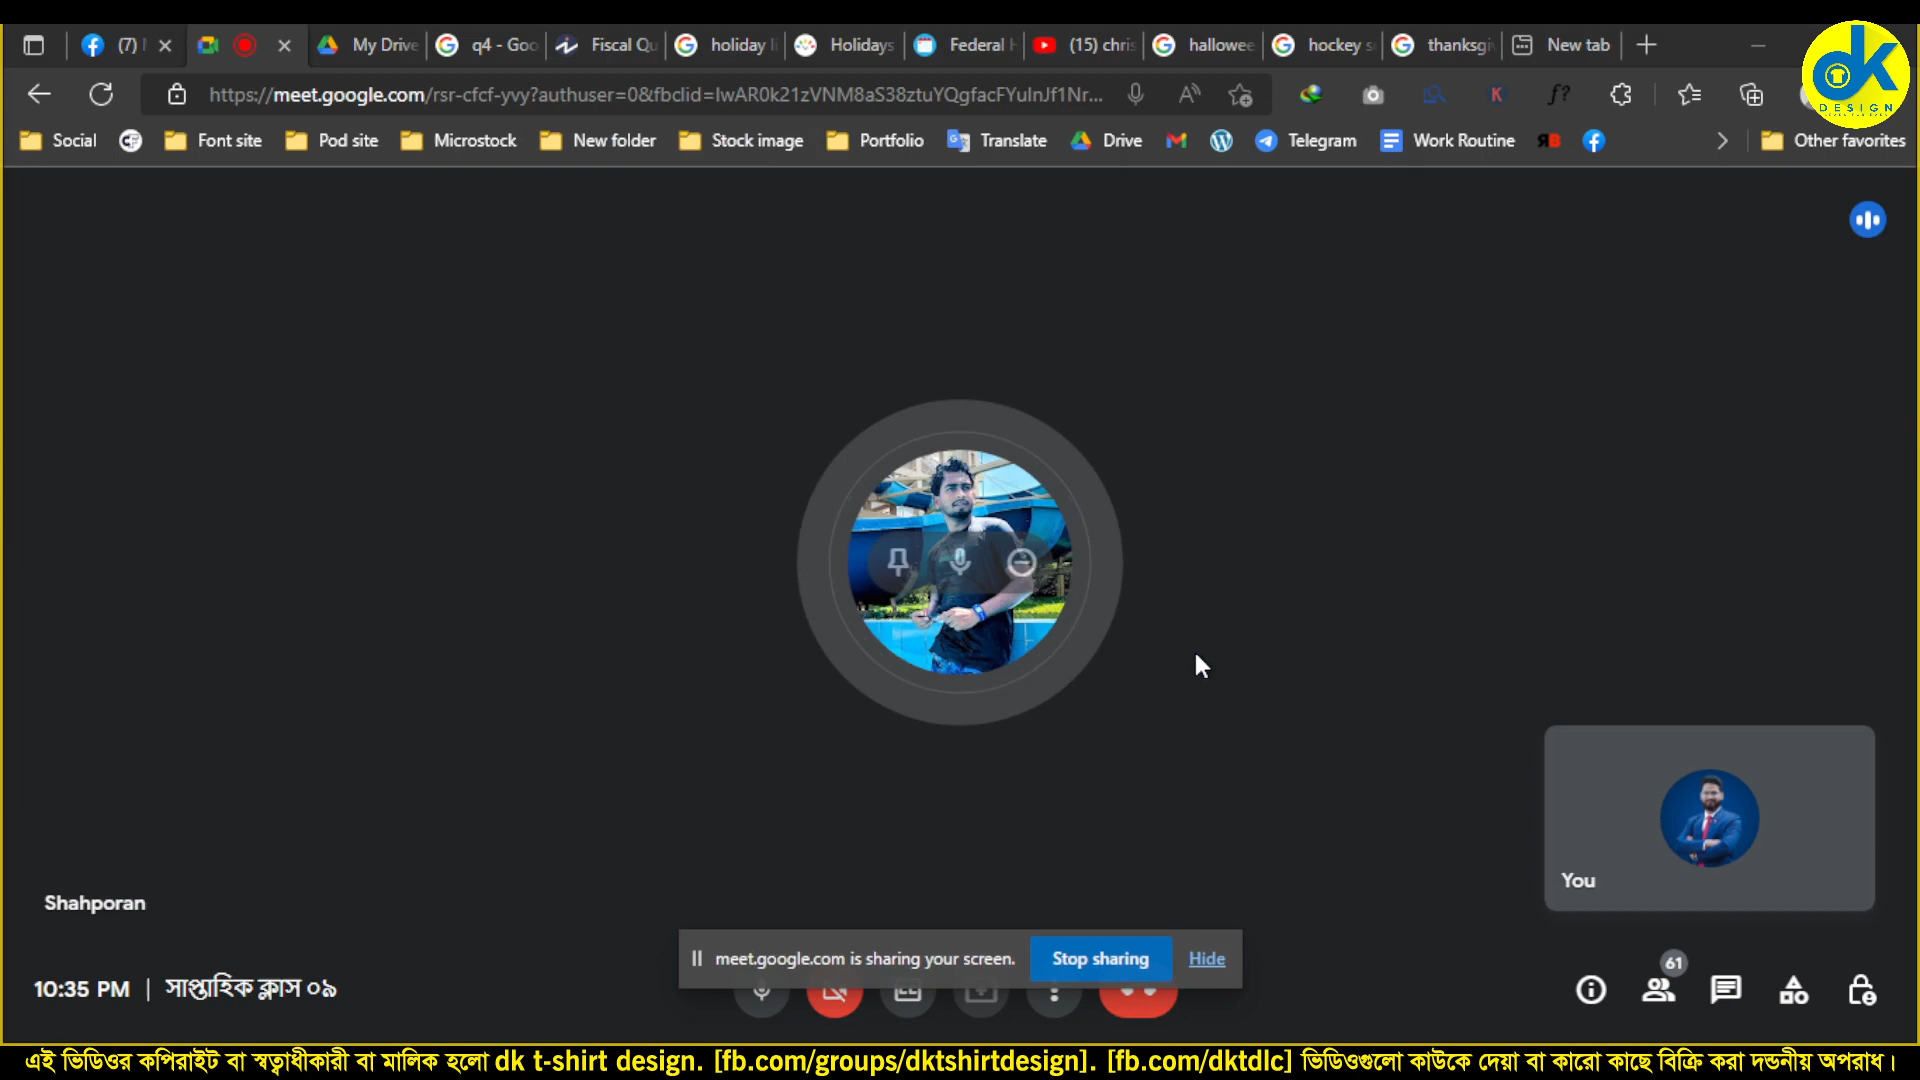 (7)
My Drive
q4 - Goo
Fiscal Qu
holiday li
Holidays
Federal H
(15) chris
hallowee
hockey s
thanksgi
New tab
https://meet.google.com/rsr-cfcf-yvy?authuser=0&fbclid=IwAR0k21zVNM8aS38ztuYQgfacFYulnJf1Nr...
Social
Font site
Pod site
Microstock
New folder
Stock image
Portfolio
Translate
Drive
Telegram
Work Routine
Other favorites
dk
DESIGN
You
Shahporan
meet.google.com is sharing your screen.
Stop sharing
Hide
61
10:35 PM | সাপ্তাহিক ক্লাস ০৯
এই ভিডিওর কপিরাইট বা স্বত্বাধীকারী বা মালিক হলো dk t-shirt design. [fb.com/groups/dktshirtdesign]. [fb.com/dktdlc] ভিডিওগুলো কাউকে দেয়া বা কারো কাছে বিক্রি করা দন্ডনীয় অপরাধ।